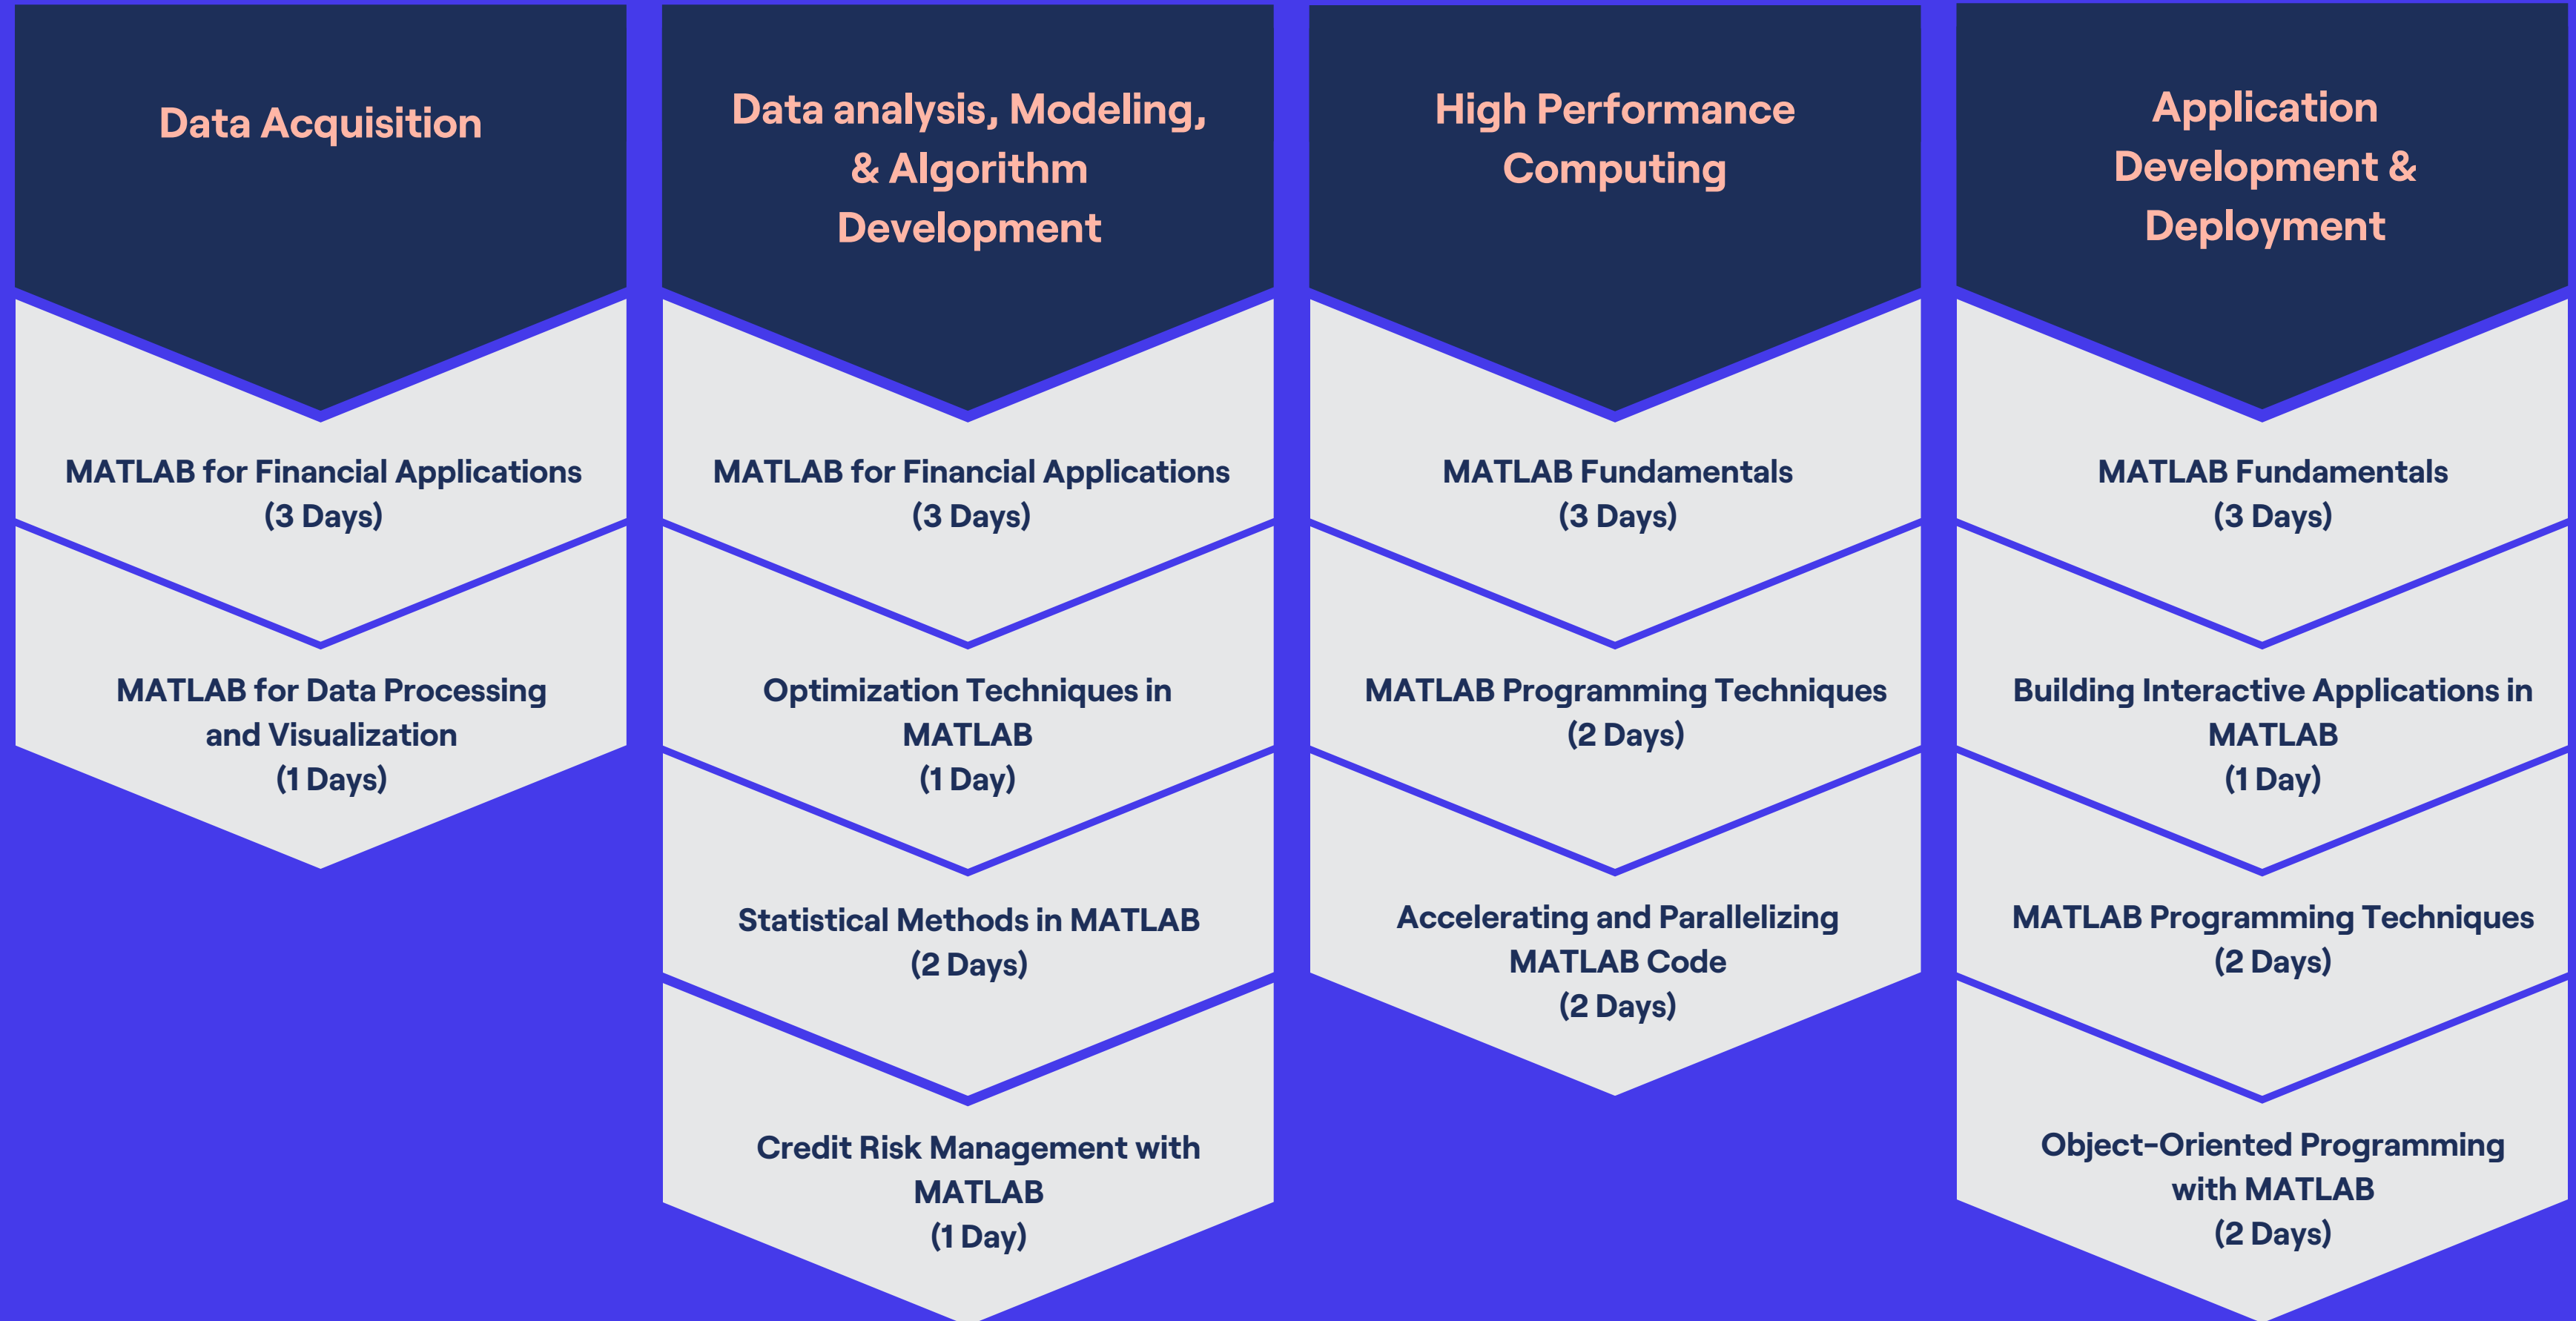 Data Acquisition
MATLAB for Financial Applications
(3 Days)
MATLAB for Data Processing
and Visualization
(1 Days)
Data analysis, Modeling,
& Algorithm
Development
MATLAB for Financial Applications
(3 Days)
Optimization Techniques in
MATLAB
(1 Day)
Statistical Methods in MATLAB
(2 Days)
Credit Risk Management with
MATLAB
(1 Day)
High Performance
Computing
MATLAB Fundamentals
(3 Days)
MATLAB Programming Techniques
(2 Days)
Accelerating and Parallelizing
MATLAB Code
(2 Days)
Application
Development &
Deployment
MATLAB Fundamentals
(3 Days)
Building Interactive Applications in
MATLAB
(1 Day)
MATLAB Programming Techniques
(2 Days)
Object-Oriented Programming
with MATLAB
(2 Days)